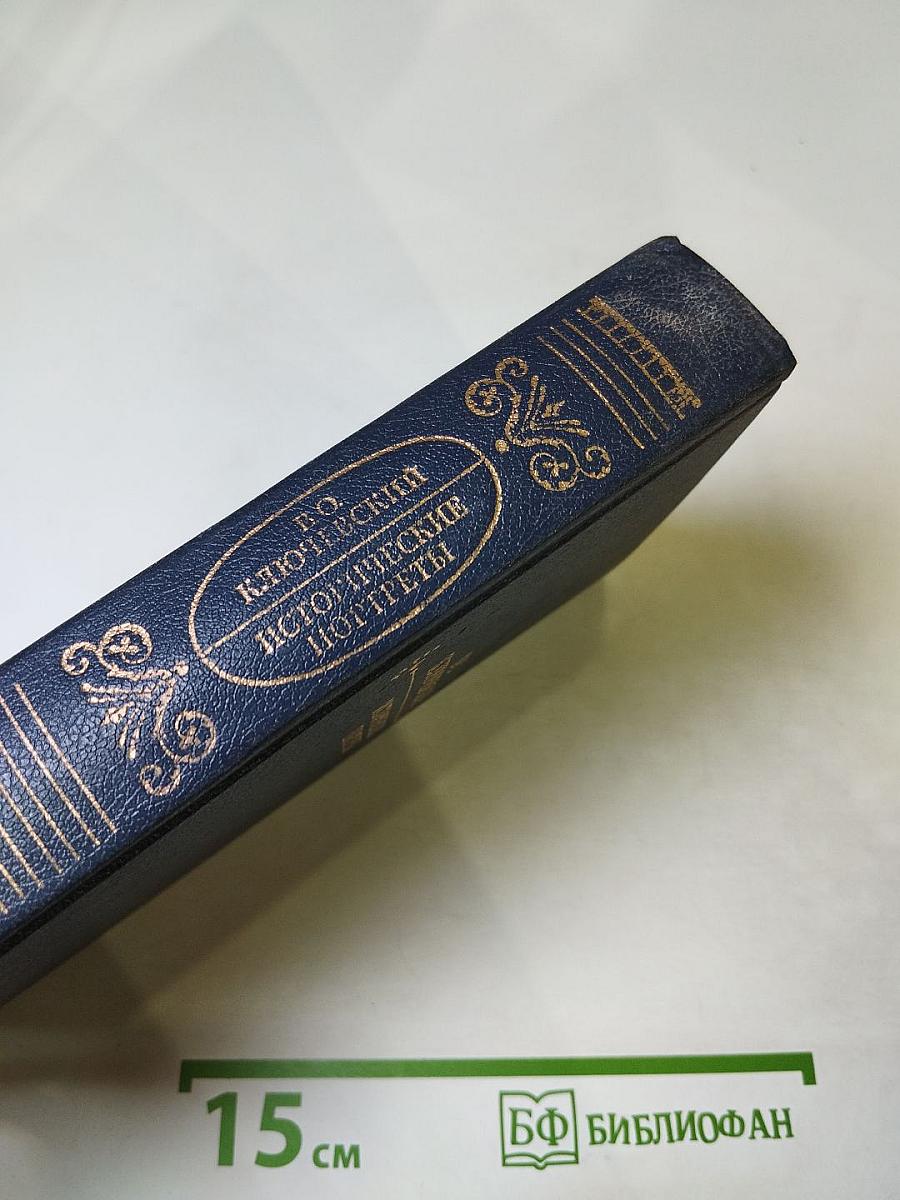 В.О.
КЛЮЧЕВСКИЙ
ИСТОРИЧЕСКИЕ
ПОРТРЕТЫ
15 см
БФ БИБЛИОФАН